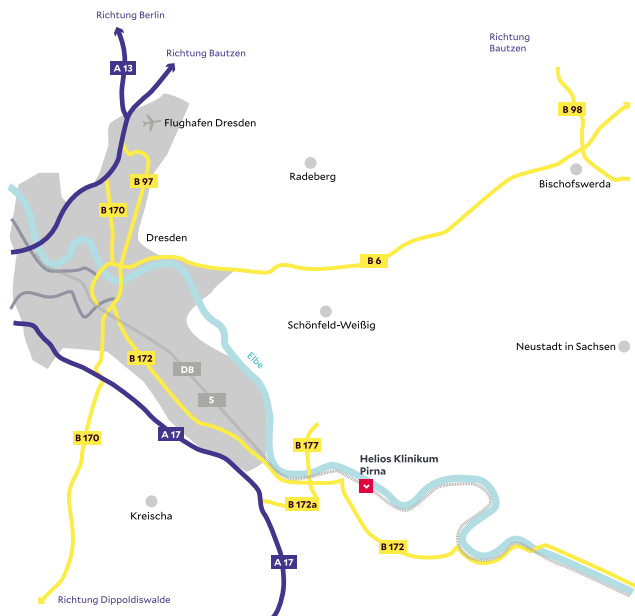 Richtung Berlin
Richtung
Bautzen
Richtung Bautzen
A 13
B 98
Flughafen Dresden
Radeberg
B 97
Bischofswerda
B 170
Dresden
B 6
Schönfeld-Weißig
Neustadt in Sachsen
Elbe
B 172
DB
S
B 170
A 17
B 177
Helios Klinikum
Pirna
B 172a
Kreischa
B 172
A 17
Richtung Dippoldiswalde